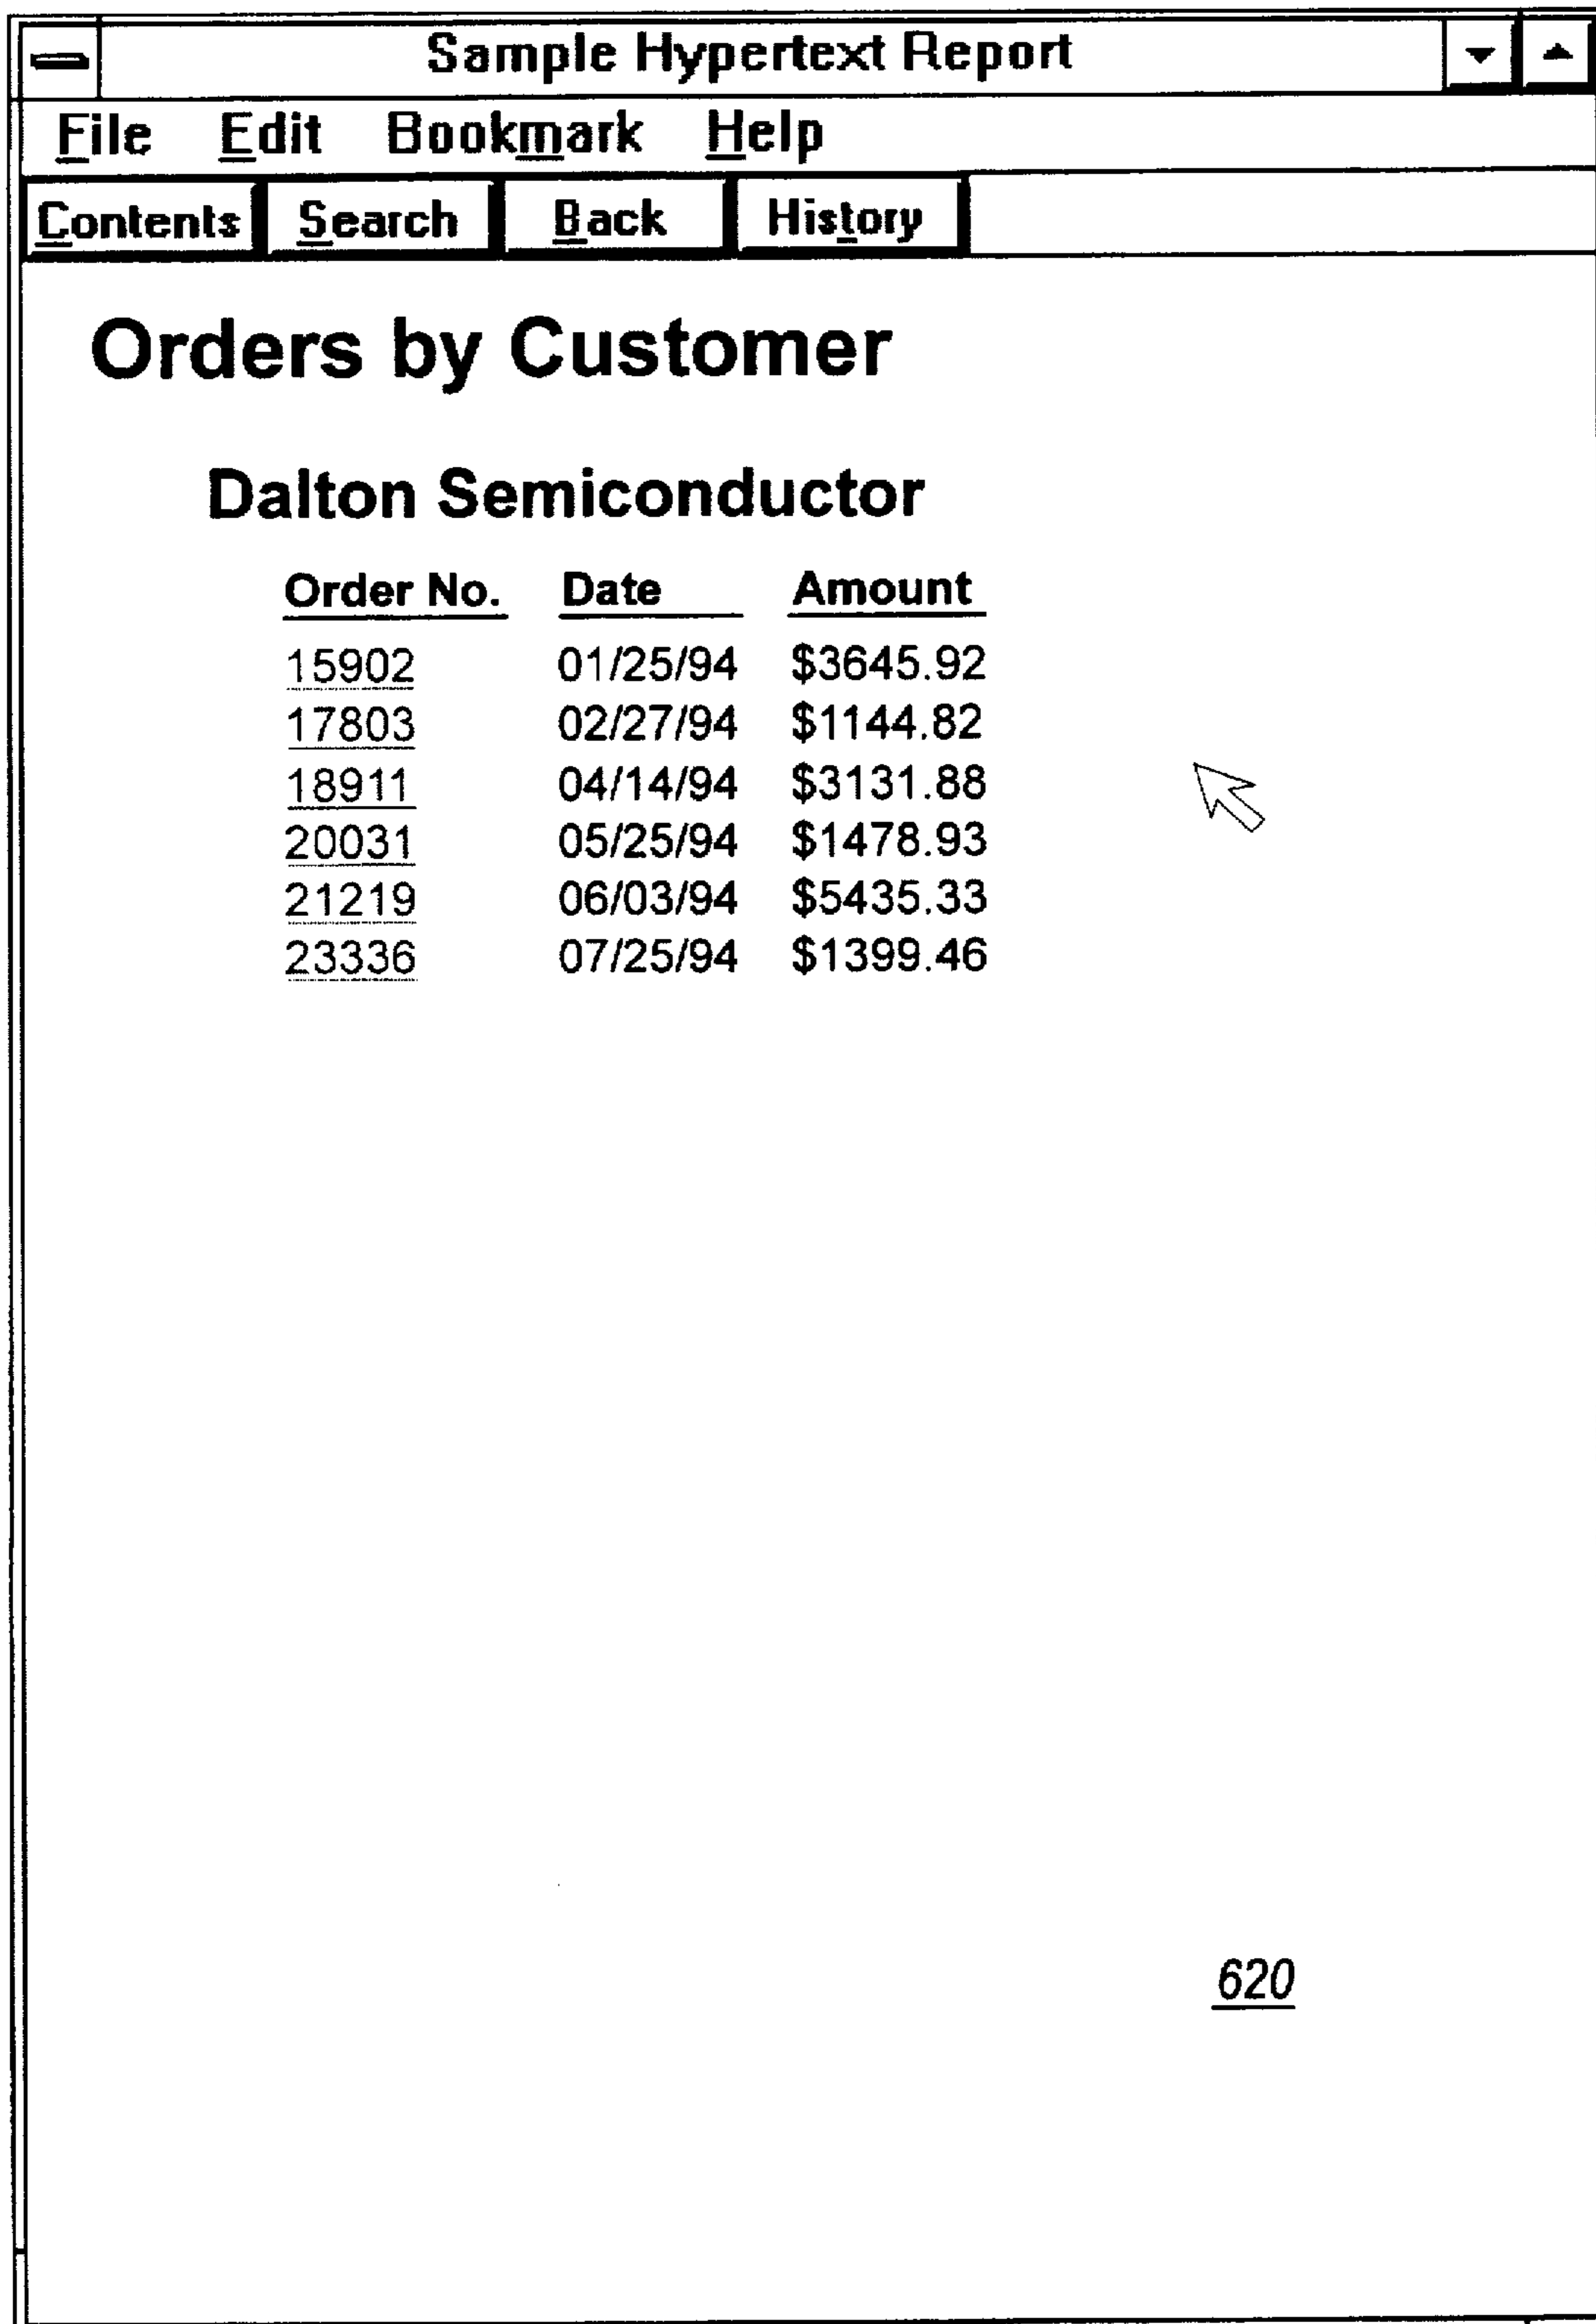 Sample Hypertext Report
File Edit Bookmark Help
Contents Search Back History
Orders by Customer
Dalton Semiconductor
Order No. Date Amount
15902 01/25/94 $3645.92
17803 02/27/94 $1144.82
18911 04/14/94 $3131.88
20031 05/25/94 $1478.93
21219 06/03/94 $5435.33
23336 07/25/94 $1399.46
620